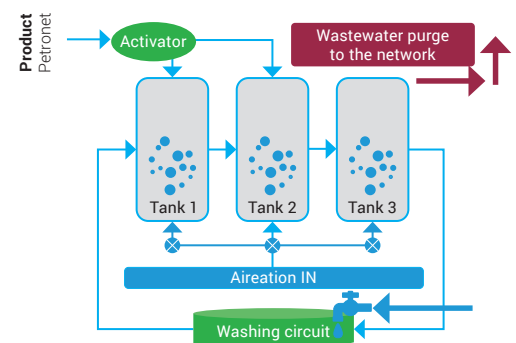 Product
Petronet
Activator
Wastewater purge
to the network
Tank 1
Tank 2
Tank 3
Aireation IN
Washing circuit